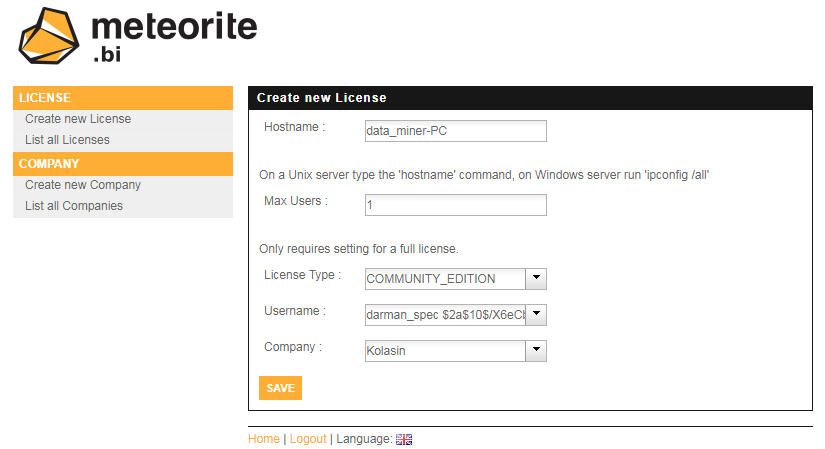 meteorite
.bi
LICENSE
Create new License
List all Licenses
COMPANY
Create new Company
List all Companies
Create new License
Hostname :
data_miner-PC
On a Unix server type the 'hostname' command, on Windows server run 'ipconfig /all'
Max Users :
1
Only requires setting for a full license.
License Type :
COMMUNITY_EDITION
Username :
darman_spec $2a$10$/X6eCb
Company :
Kolasin
SAVE
Home | Logout | Language: